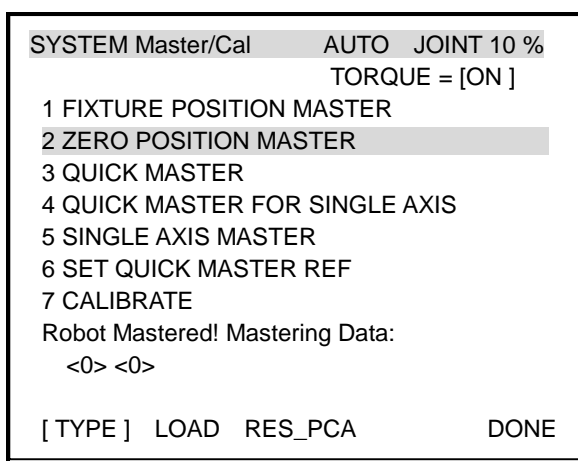 SYSTEM Master/Cal AUTO JOINT 10 %
TORQUE = [ON ]
1 FIXTURE POSITION MASTER
2 ZERO POSITION MASTER
3 QUICK MASTER
4 QUICK MASTER FOR SINGLE AXIS
5 SINGLE AXIS MASTER
6 SET QUICK MASTER REF
7 CALIBRATE
Robot Mastered! Mastering Data:
<0> <0>
[ TYPE ] LOAD RES_PCA DONE